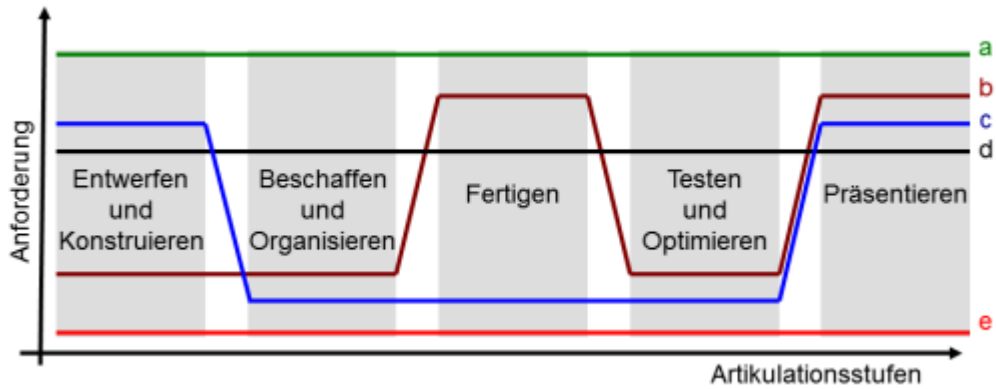 a
b
c
d
e
Anforderung
Entwerfen
und
Konstruieren
Beschaffen
und
Organisieren
Fertigen
Testen
und
Optimieren
Präsentieren
Artikulationsstufen